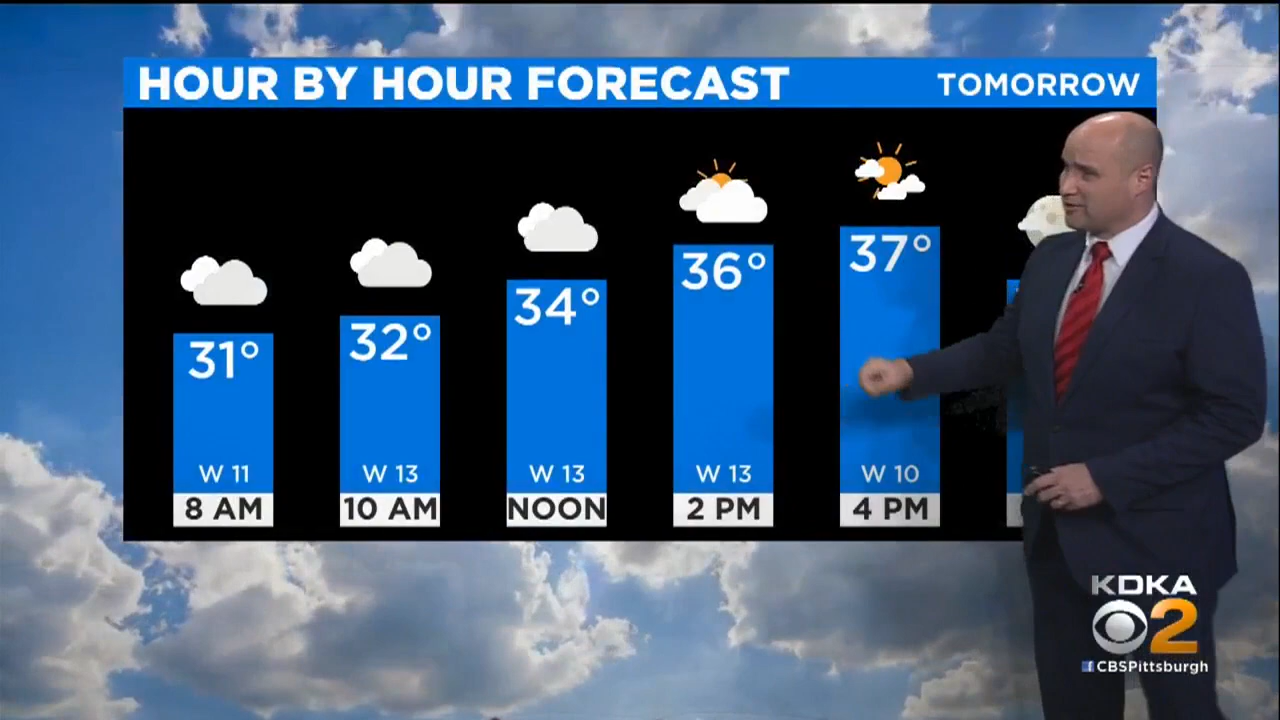 HOUR BY HOUR FORECAST TOMORROW
31° 32° 34° 36° 37°
W 11 W 13 W 13 W 13 W 10
8 AM 10 AM NOON 2 PM 4 PM
KDKA
2
f CBSPittsburgh